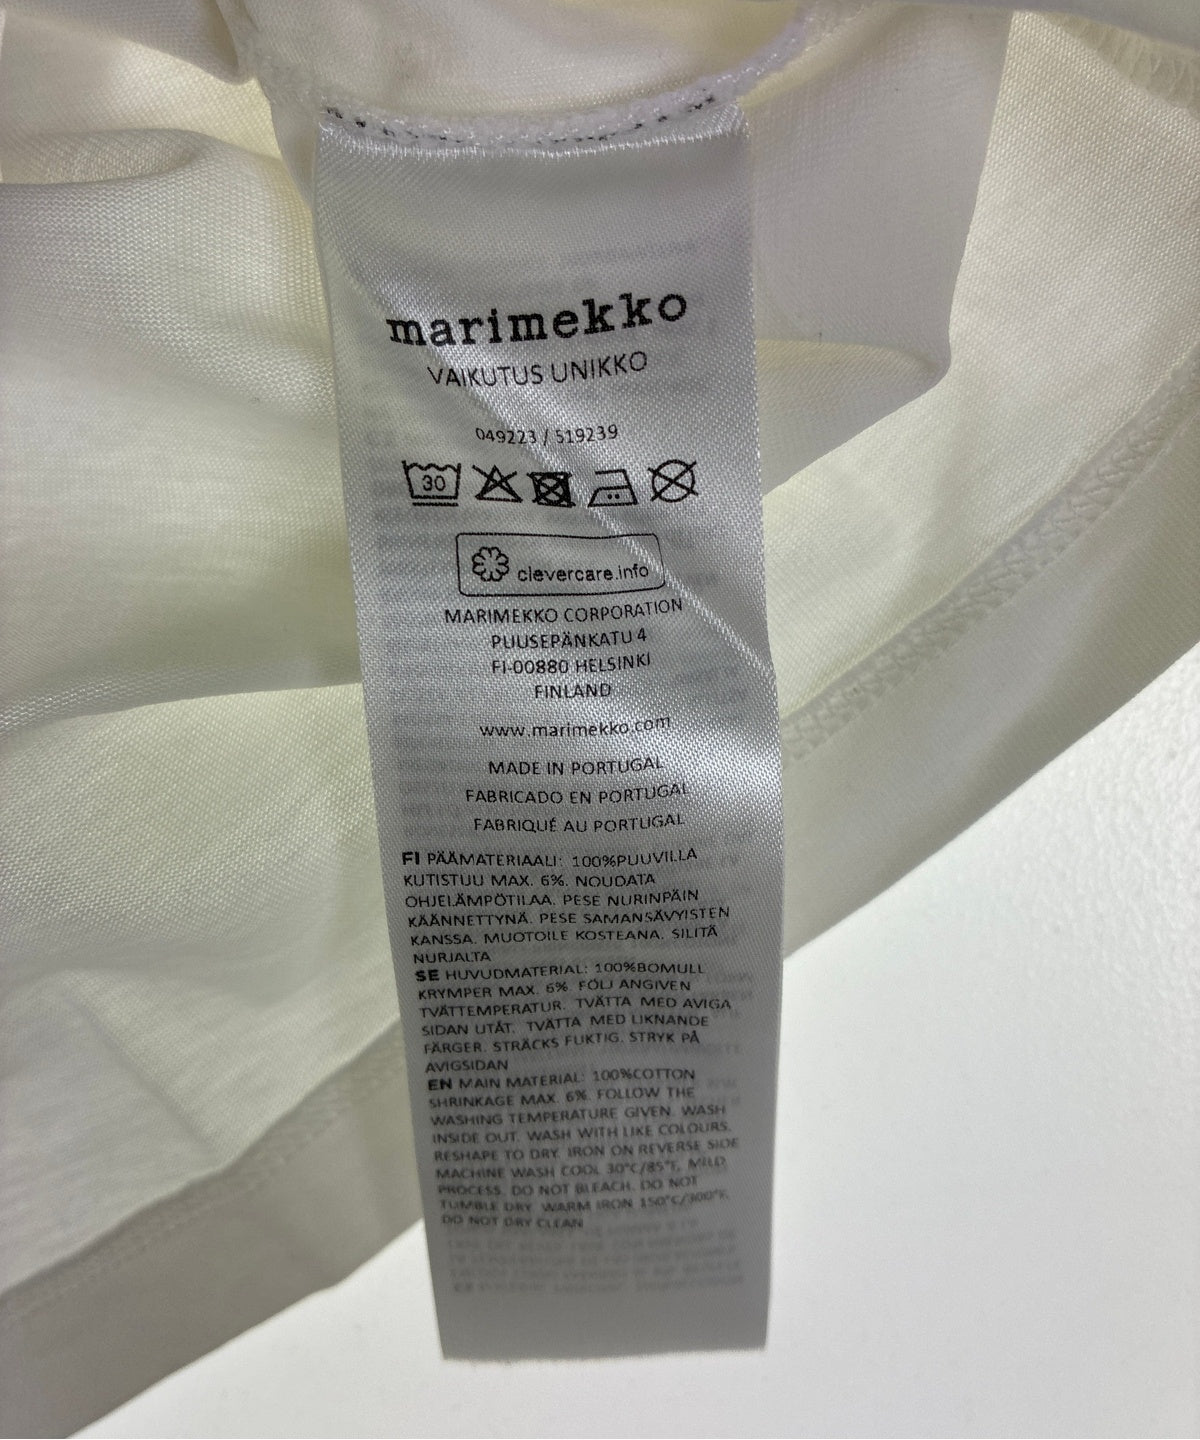 marimekko
VAIKUTUS UNIKKO
049223 / 519239
30
clevercare.info
MARIMEKKO CORPORATION
PUUSEPÄNKATU 4
FI-00880 HELSINKI
FINLAND
www.marimekko.com
MADE IN PORTUGAL
FABRICADO EN PORTUGAL
FABRIQUÉ AU PORTUGAL
FI PÄÄMATERIAALI: 100%PUUVILLA
KUTISTUU MAX. 6%. NOUDATA
OHJELÄMPÖTILAA. PESE NURINPÄIN
KÄÄNNETTYNÄ. PESE SAMANSÄVYISTEN
KANSSA. MUOTOILE KOSTEANA. SILITÄ
NURJALTA
SE HUVUDMATERIAL: 100%BOMULL
KRYMPER MAX. 6%. FÖLJ ANGIVEN
TVÄTTEMPERATUR. TVÄTTA MED AVIGA
SIDAN UTÅT. TVÄTTA MED LIKNANDE
FÄRGER. STRÄCKS FUKTIG. STRYK PÅ
AVIGSIDAN
EN MAIN MATERIAL: 100%COTTON
SHRINKAGE MAX. 6%. FOLLOW THE
WASHING TEMPERATURE GIVEN. WASH
INSIDE OUT. WASH WITH LIKE COLOURS.
RESHAPE TO DRY. IRON ON REVERSE SIDE
MACHINE WASH COOL 30°C/85°F, MILD
PROCESS. DO NOT BLEACH. DO NOT
TUMBLE DRY. WARM IRON 150°C/300°F.
DO NOT DRY CLEAN